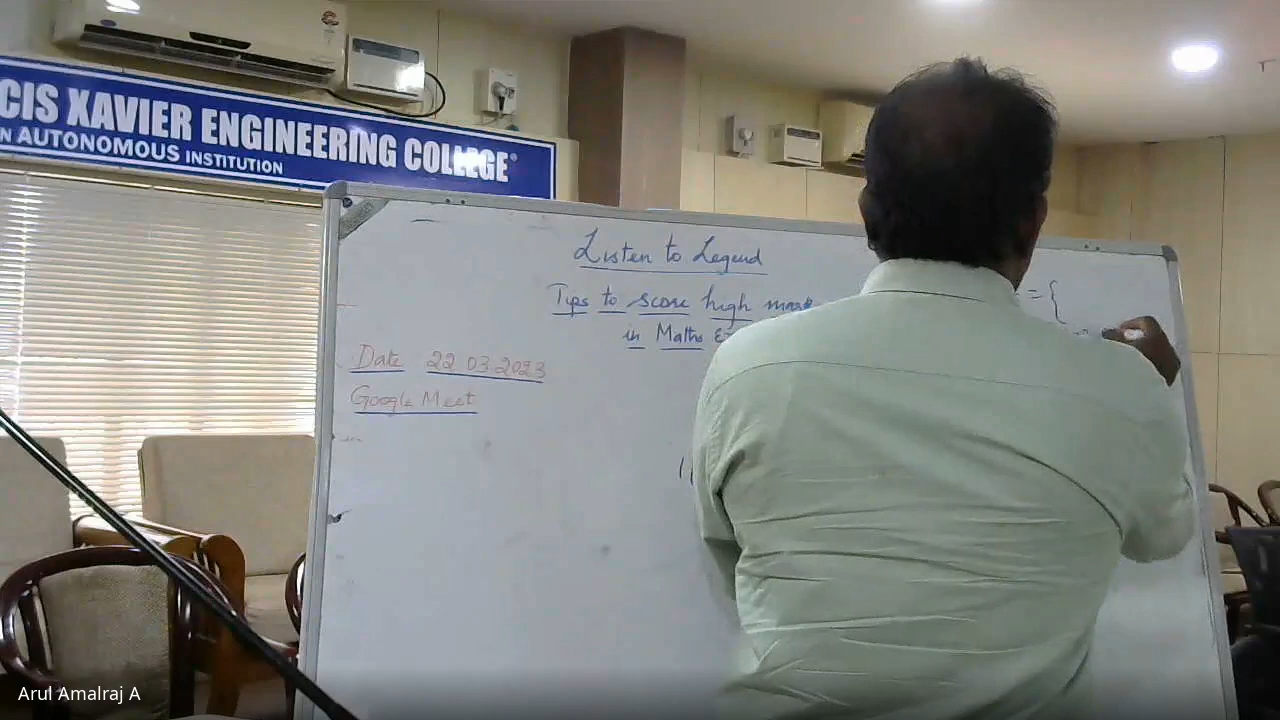 CIS XAVIER ENGINEERING COLLEGE
N AUTONOMOUS INSTITUTION
Listen to Legend
Tips to score high mark
in Maths
= {
Date 22.03.2023
Google Meet
Arul Amalraj A